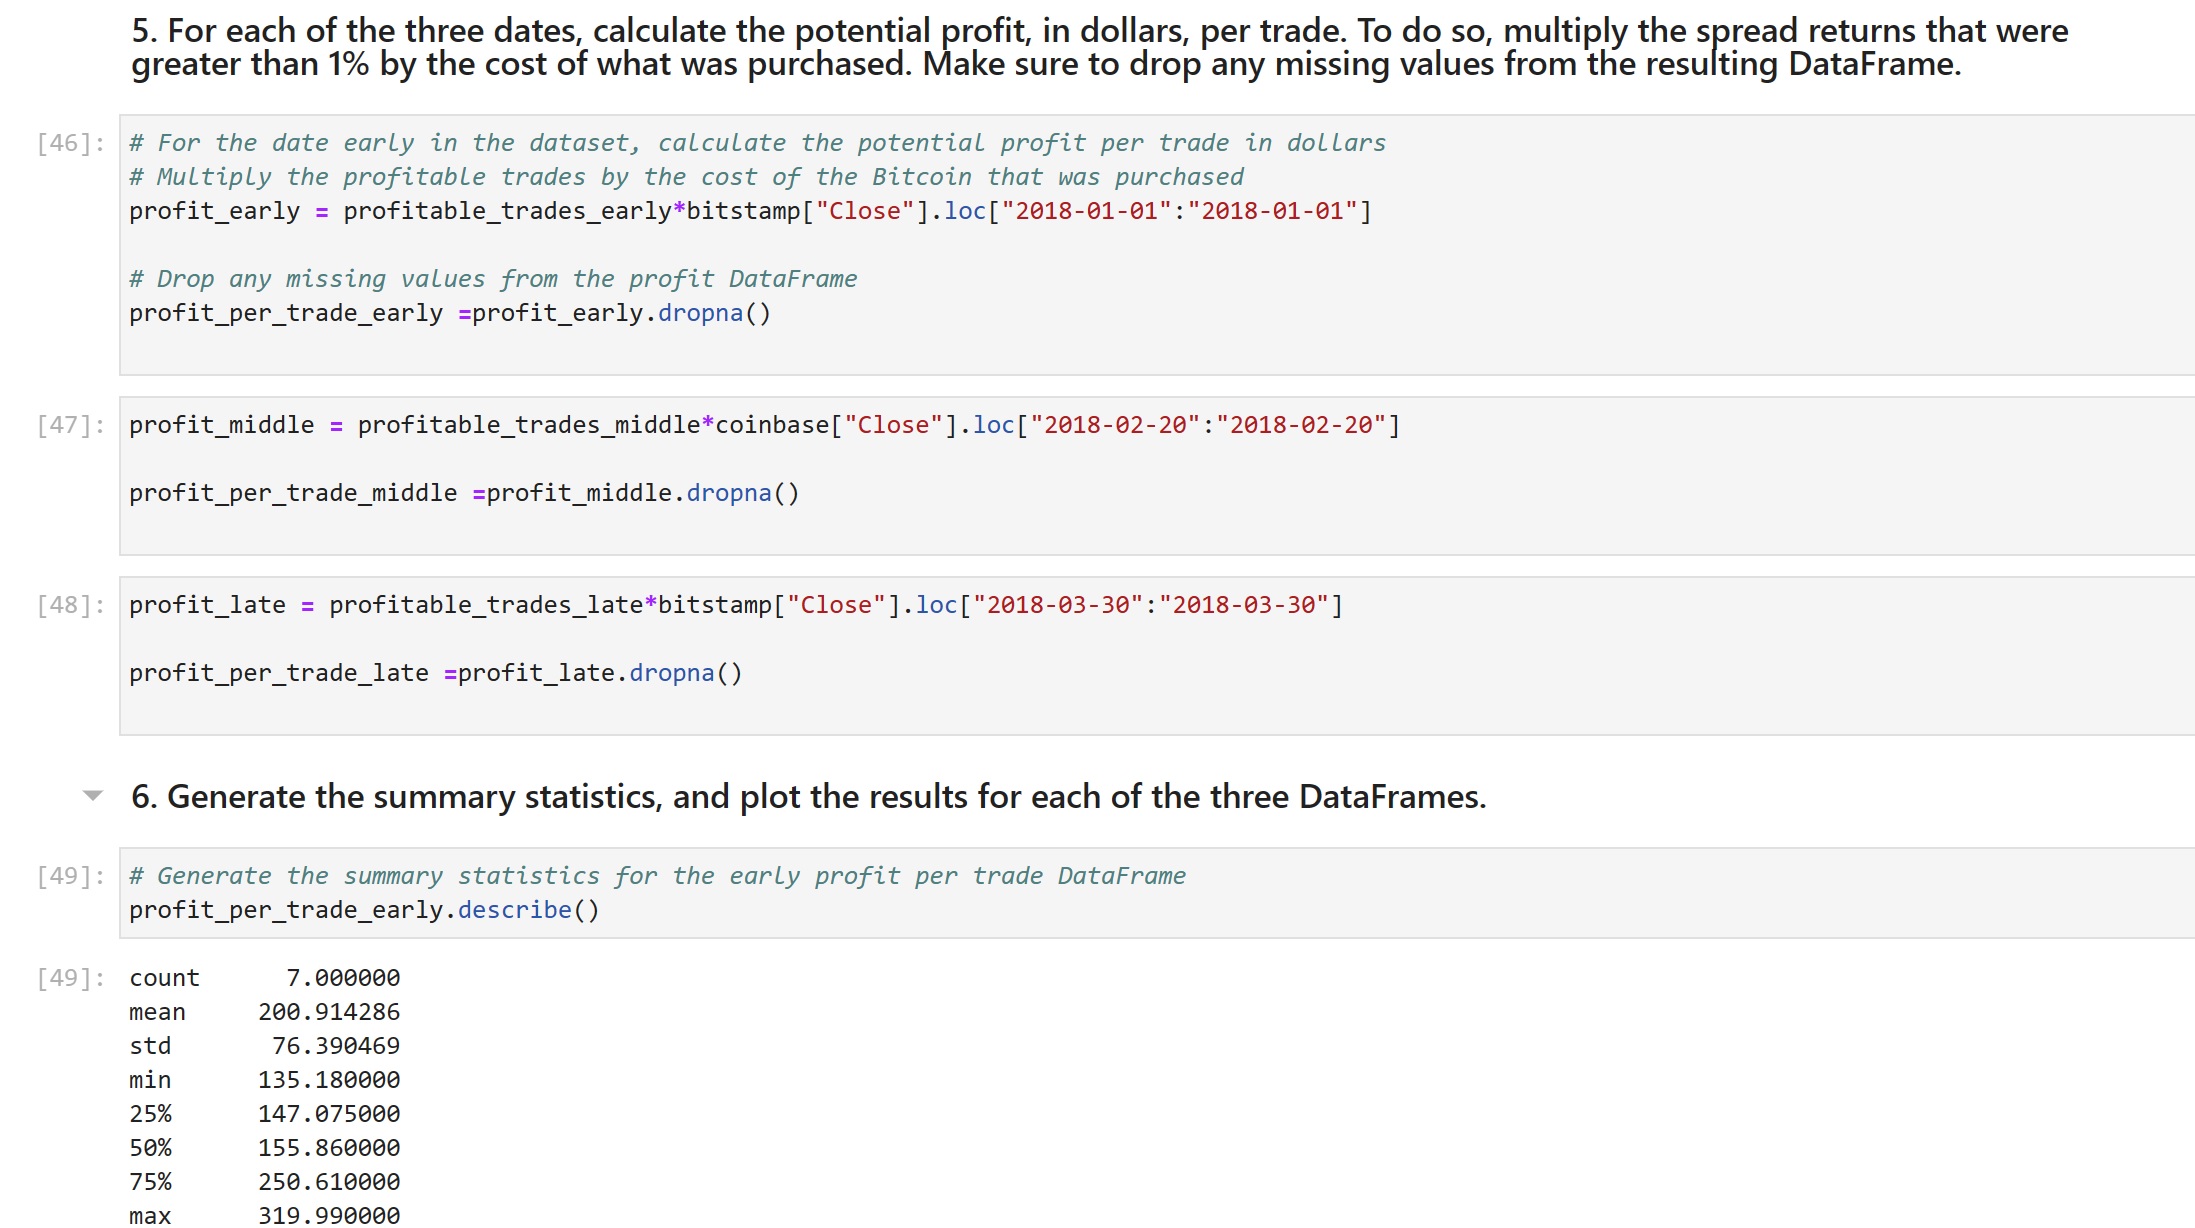 5. For each of the three dates, calculate the potential profit, in dollars, per trade. To do so, multiply the spread returns that were
greater than 1% by the cost of what was purchased. Make sure to drop any missing values from the resulting DataFrame.
[46]: # For the date early in the dataset, calculate the potential profit per trade in dollars
# Multiply the profitable trades by the cost of the Bitcoin that was purchased
profit_early = profitable_trades_early*bitstamp["Close"].loc["2018-01-01":"2018-01-01"]
# Drop any missing values from the profit DataFrame
profit_per_trade_early =profit_early.dropna()
[47]: profit_middle = profitable_trades_middle*coinbase["Close"].loc["2018-02-20":"2018-02-20"]
profit_per_trade_middle =profit_middle.dropna()
[48]: profit_late = profitable_trades_late*bitstamp["Close"].loc["2018-03-30":"2018-03-30"]
profit_per_trade_late =profit_late.dropna()
6. Generate the summary statistics, and plot the results for each of the three DataFrames.
[49]: # Generate the summary statistics for the early profit per trade DataFrame
profit_per_trade_early.describe()
[49]: count 7.000000
mean 200.914286
std 76.390469
min 135.180000
25% 147.075000
50% 155.860000
75% 250.610000
max 319.990000